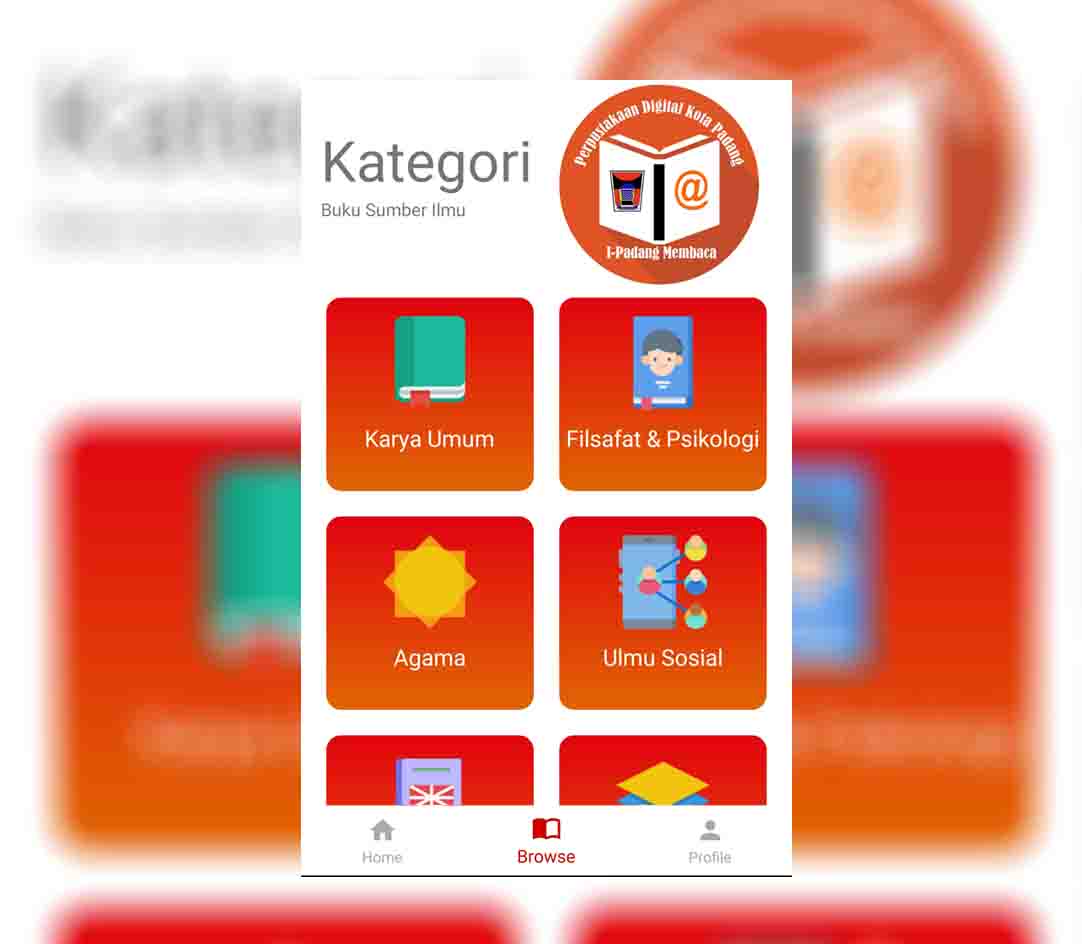 Kategori
Buku Sumber Ilmu
Perpustakaan Digital Kota Padang
@
I-Padang Membaca
Karya Umum
Filsafat & Psikologi
Agama
Ulmu Sosial
Home
Browse
Profile